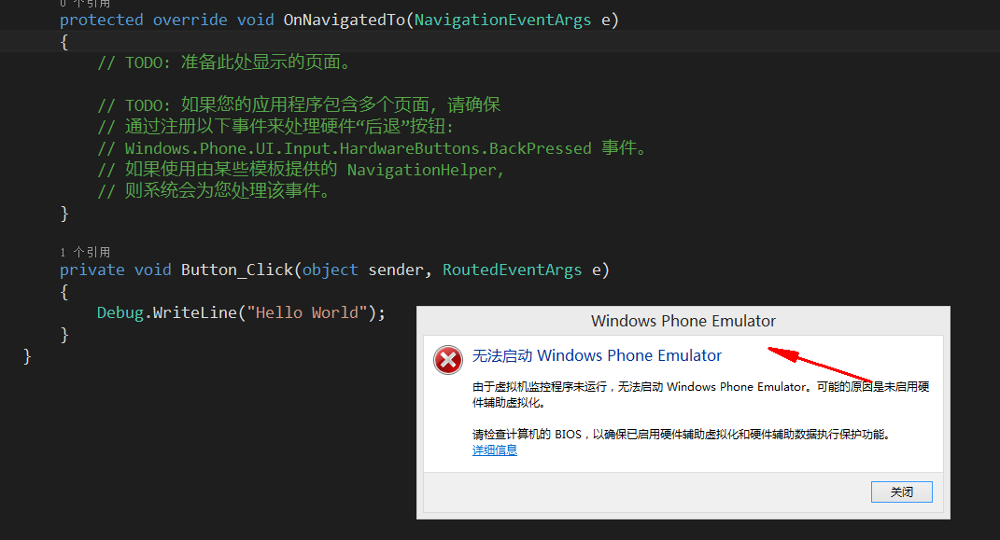 0 个引用
protected override void OnNavigatedTo(NavigationEventArgs e)
{
// TODO: 准备此处显示的页面。
// TODO: 如果您的应用程序包含多个页面，请确保
// 通过注册以下事件来处理硬件“后退”按钮:
// Windows.Phone.UI.Input.HardwareButtons.BackPressed 事件。
// 如果使用由某些模板提供的 NavigationHelper,
// 则系统会为您处理该事件。
}
1 个引用
private void Button_Click(object sender, RoutedEventArgs e)
{
Debug.WriteLine("Hello World");
}
}
Windows Phone Emulator
无法启动 Windows Phone Emulator
由于虚拟机监控程序未运行，无法启动 Windows Phone Emulator。可能的原因是未启用硬
件辅助虚拟化。
请检查计算机的 BIOS，以确保已启用硬件辅助虚拟化和硬件辅助数据执行保护功能。
详细信息
关闭